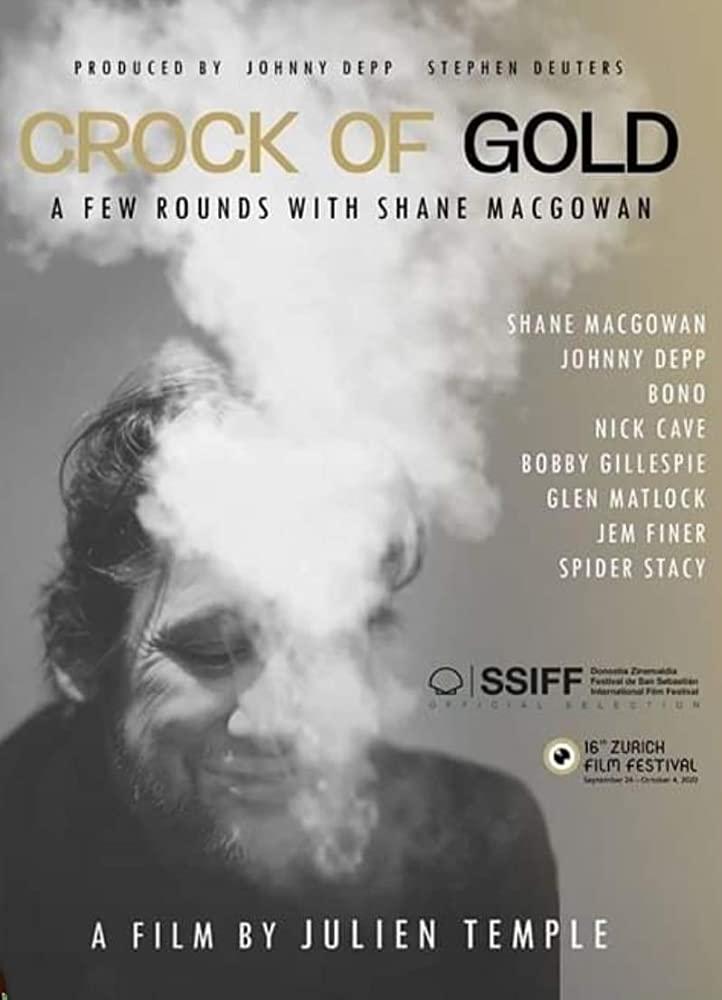 PRODUCED BY JOHNNY DEPP STEPHEN DEUTERS
CROCK OF GOLD
A FEW ROUNDS WITH SHANE MACGOWAN
SHANE MACGOWAN
JOHNNY DEPP
BONO
NICK CAVE
BOBBY GILLESPIE
GLEN MATLOCK
JEM FINER
SPIDER STACY
SSIFF
Donostia Zinemaldia
Festival de San Sebastián
International Film Festival
OFFICIAL SELECTION
16TH ZURICH
FILM FESTIVAL
September 24 – October 4, 2020
A FILM BY JULIEN TEMPLE